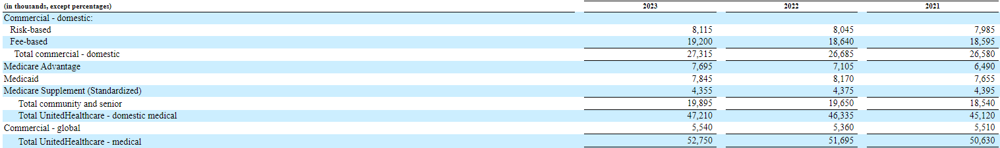 (in thousands, except percentages) 2023 2022 2021
Commercial - domestic:
Risk-based 8,115 8,045 7,985
Fee-based 19,200 18,640 18,595
Total commercial - domestic 27,315 26,685 26,580
Medicare Advantage 7,695 7,105 6,490
Medicaid 7,845 8,170 7,655
Medicare Supplement (Standardized) 4,355 4,375 4,395
Total community and senior 19,895 19,650 18,540
Total UnitedHealthcare - domestic medical 47,210 46,335 45,120
Commercial - global 5,540 5,360 5,510
Total UnitedHealthcare - medical 52,750 51,695 50,630